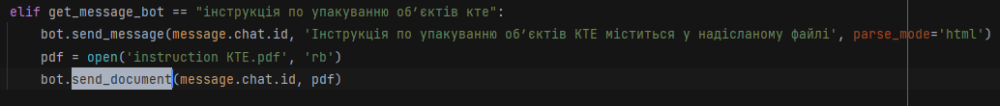 elif get_message_bot == "інструкція по упакуванню об’єктів кте":
bot.send_message(message.chat.id, 'Інструкція по упакуванню об’єктів КТЕ міститься у надісланому файлі', parse_mode='html')
pdf = open('instruction KTE.pdf', 'rb')
bot.send_document(message.chat.id, pdf)